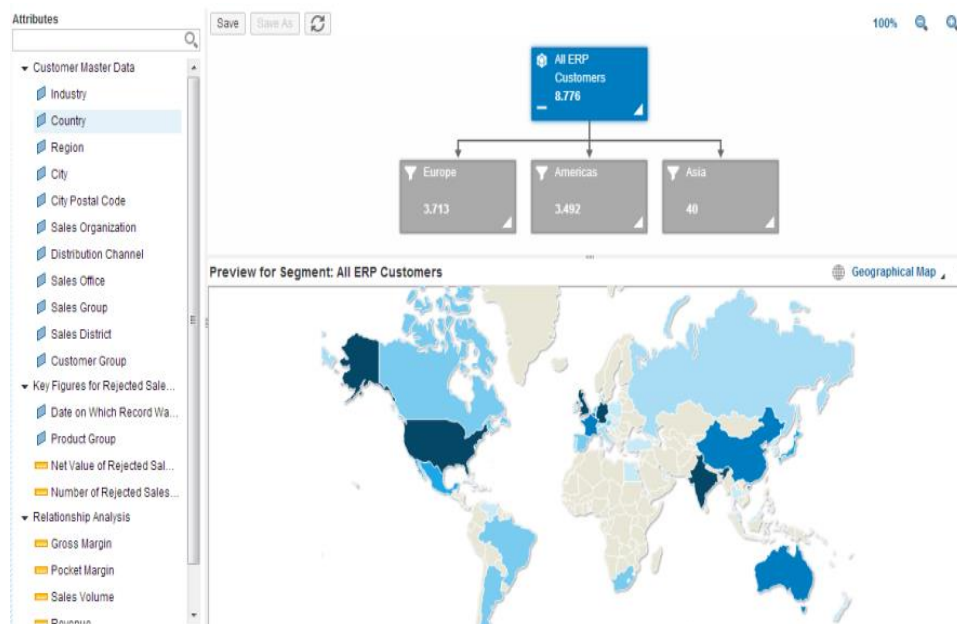 Attributes
Customer Master Data
Industry
Country
Region
City
City Postal Code
Sales Organization
Distribution Channel
Sales Office
Sales Group
Sales District
Customer Group
Key Figures for Rejected Sale...
Date on Which Record Wa...
Product Group
Net Value of Rejected Sal...
Number of Rejected Sales...
Relationship Analysis
Gross Margin
Pocket Margin
Sales Volume
Revenue
Save Save As
100%
All ERP
Customers
8.776
Europe
3.713
Americas
3.492
Asia
40
Preview for Segment: All ERP Customers
Geographical Map